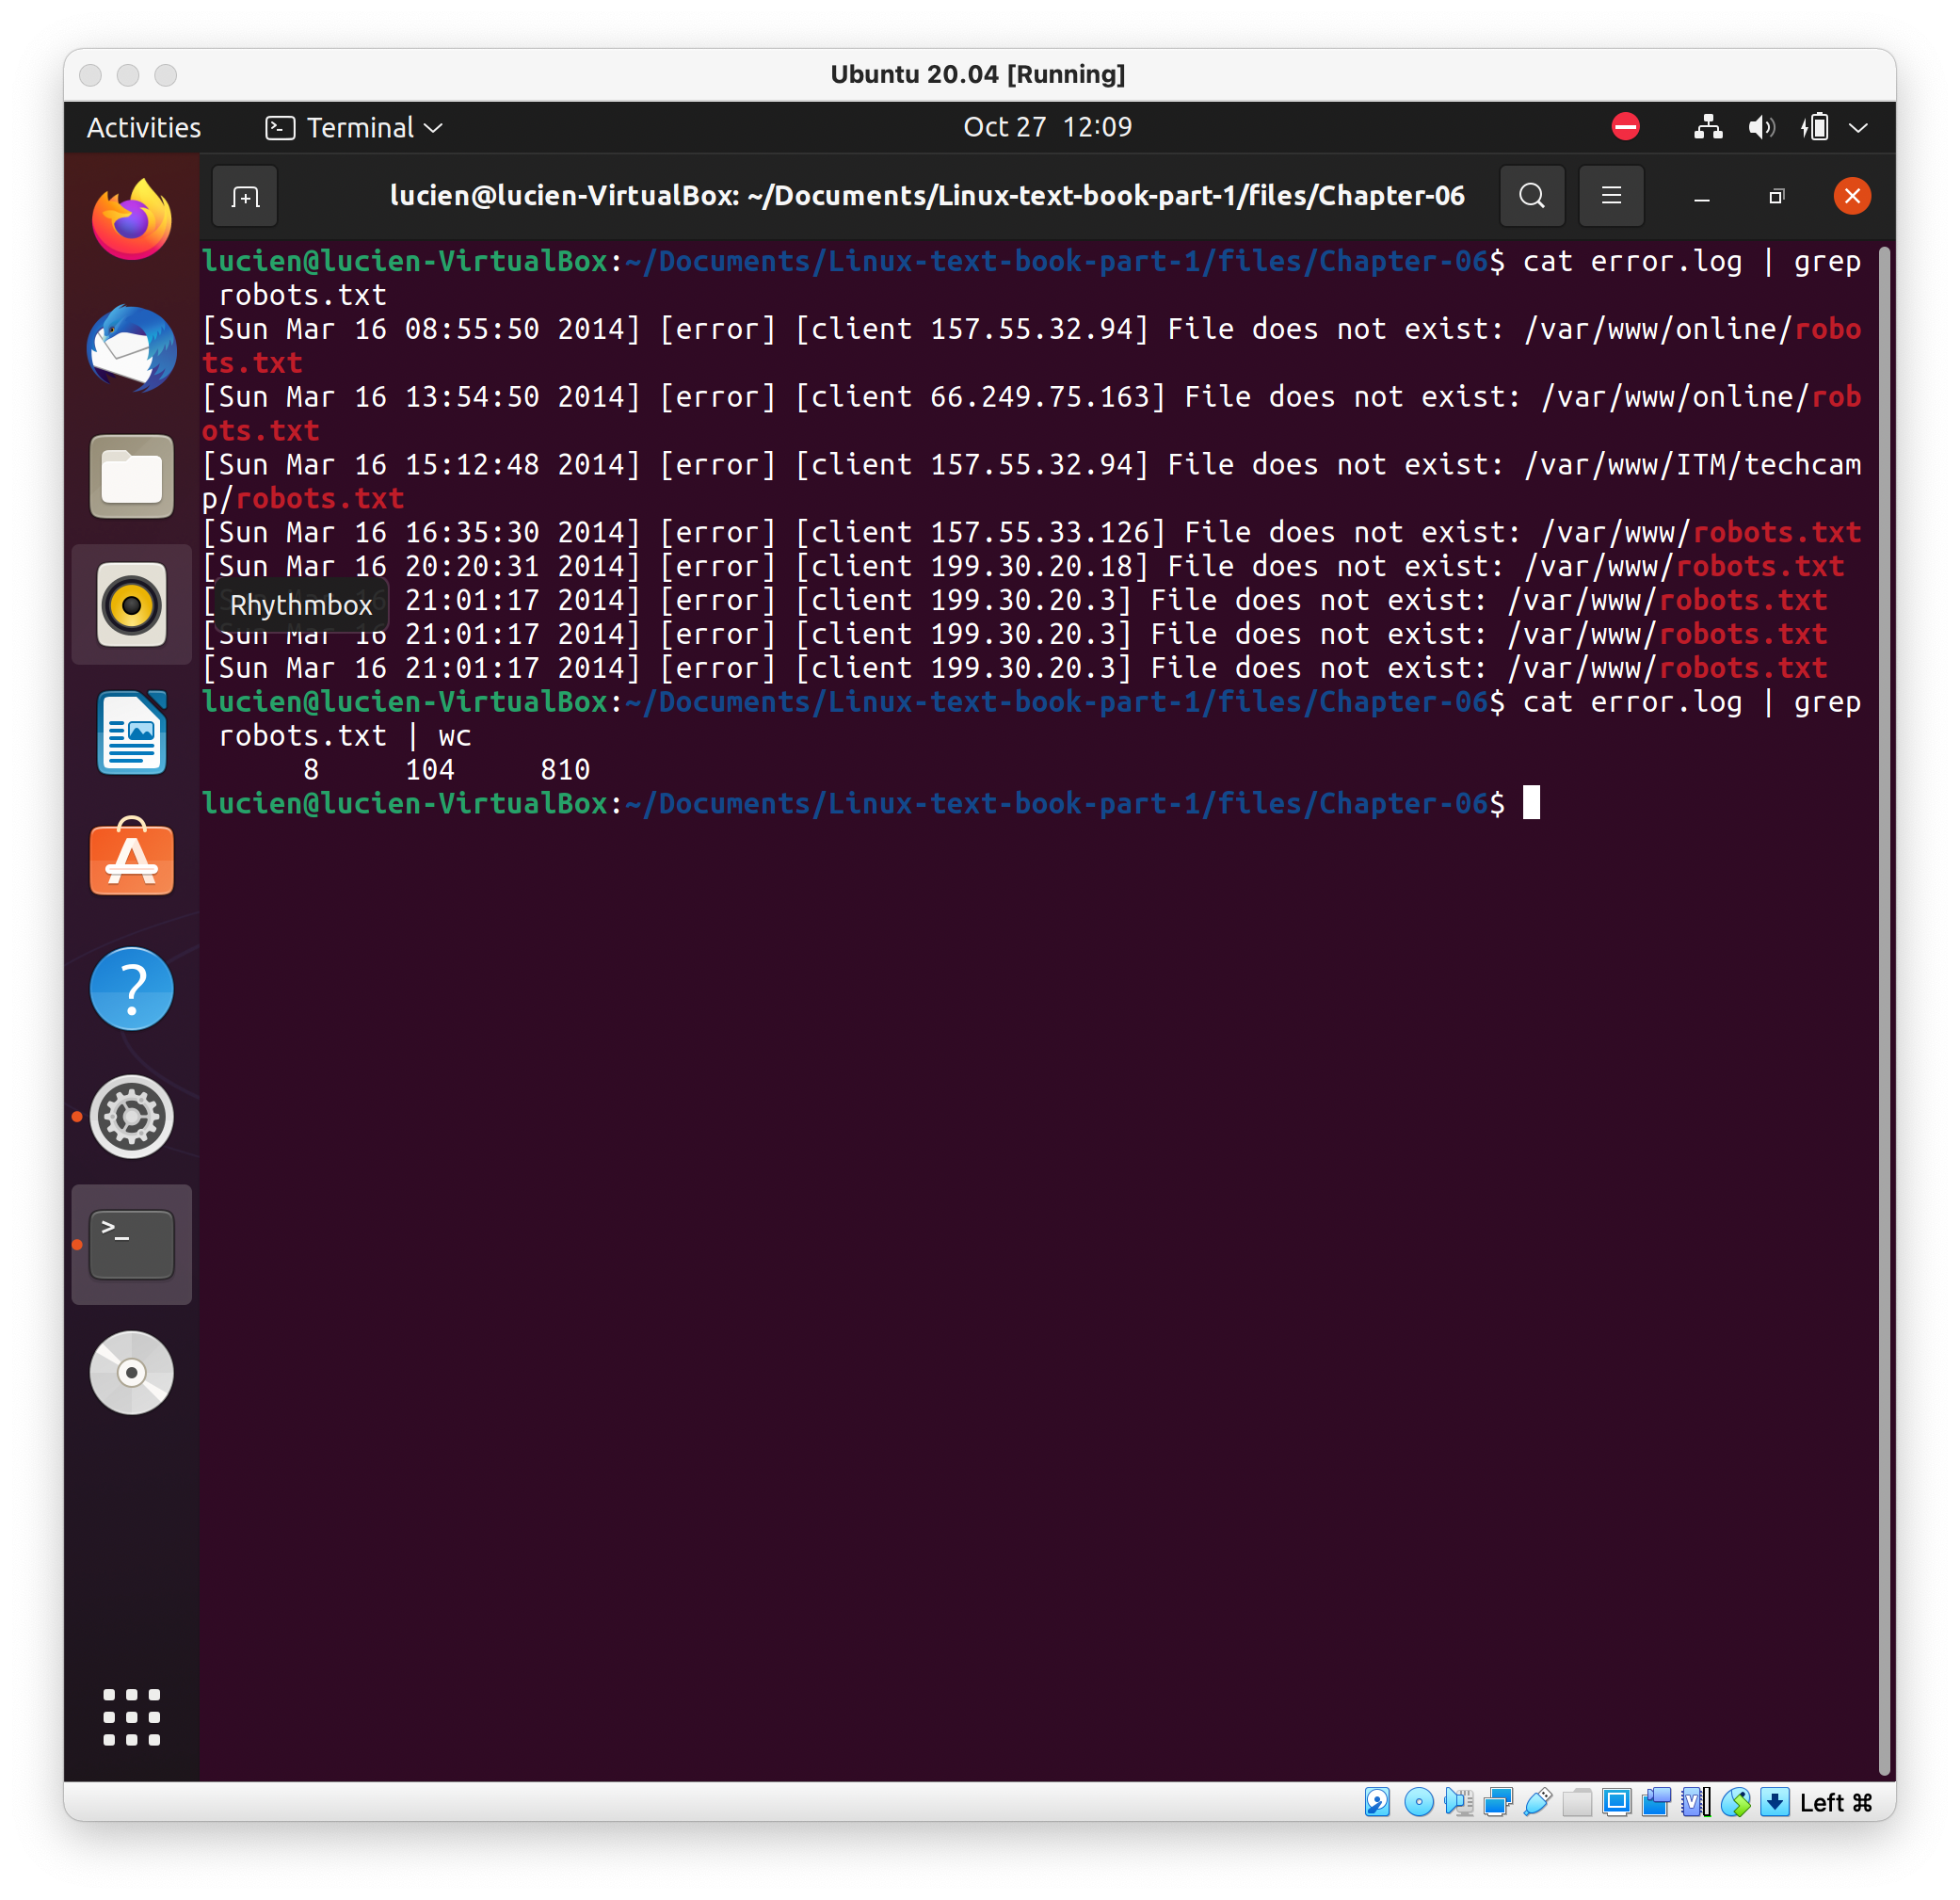 Ubuntu 20.04 [Running]
Activities Terminal Oct 27 12:09
lucien@lucien-VirtualBox: ~/Documents/Linux-text-book-part-1/files/Chapter-06
lucien@lucien-VirtualBox:~/Documents/Linux-text-book-part-1/files/Chapter-06$ cat error.log | grep
robots.txt
[Sun Mar 16 08:55:50 2014] [error] [client 157.55.32.94] File does not exist: /var/www/online/robo
ts.txt
[Sun Mar 16 13:54:50 2014] [error] [client 66.249.75.163] File does not exist: /var/www/online/rob
ots.txt
[Sun Mar 16 15:12:48 2014] [error] [client 157.55.32.94] File does not exist: /var/www/ITM/techcam
p/robots.txt
[Sun Mar 16 16:35:30 2014] [error] [client 157.55.33.126] File does not exist: /var/www/robots.txt
[Sun Mar 16 20:20:31 2014] [error] [client 199.30.20.18] File does not exist: /var/www/robots.txt
[ Rhythmbox 21:01:17 2014] [error] [client 199.30.20.3] File does not exist: /var/www/robots.txt
[Sun Mar 16 21:01:17 2014] [error] [client 199.30.20.3] File does not exist: /var/www/robots.txt
[Sun Mar 16 21:01:17 2014] [error] [client 199.30.20.3] File does not exist: /var/www/robots.txt
lucien@lucien-VirtualBox:~/Documents/Linux-text-book-part-1/files/Chapter-06$ cat error.log | grep
robots.txt | wc
8 104 810
lucien@lucien-VirtualBox:~/Documents/Linux-text-book-part-1/files/Chapter-06$
Left ⌘